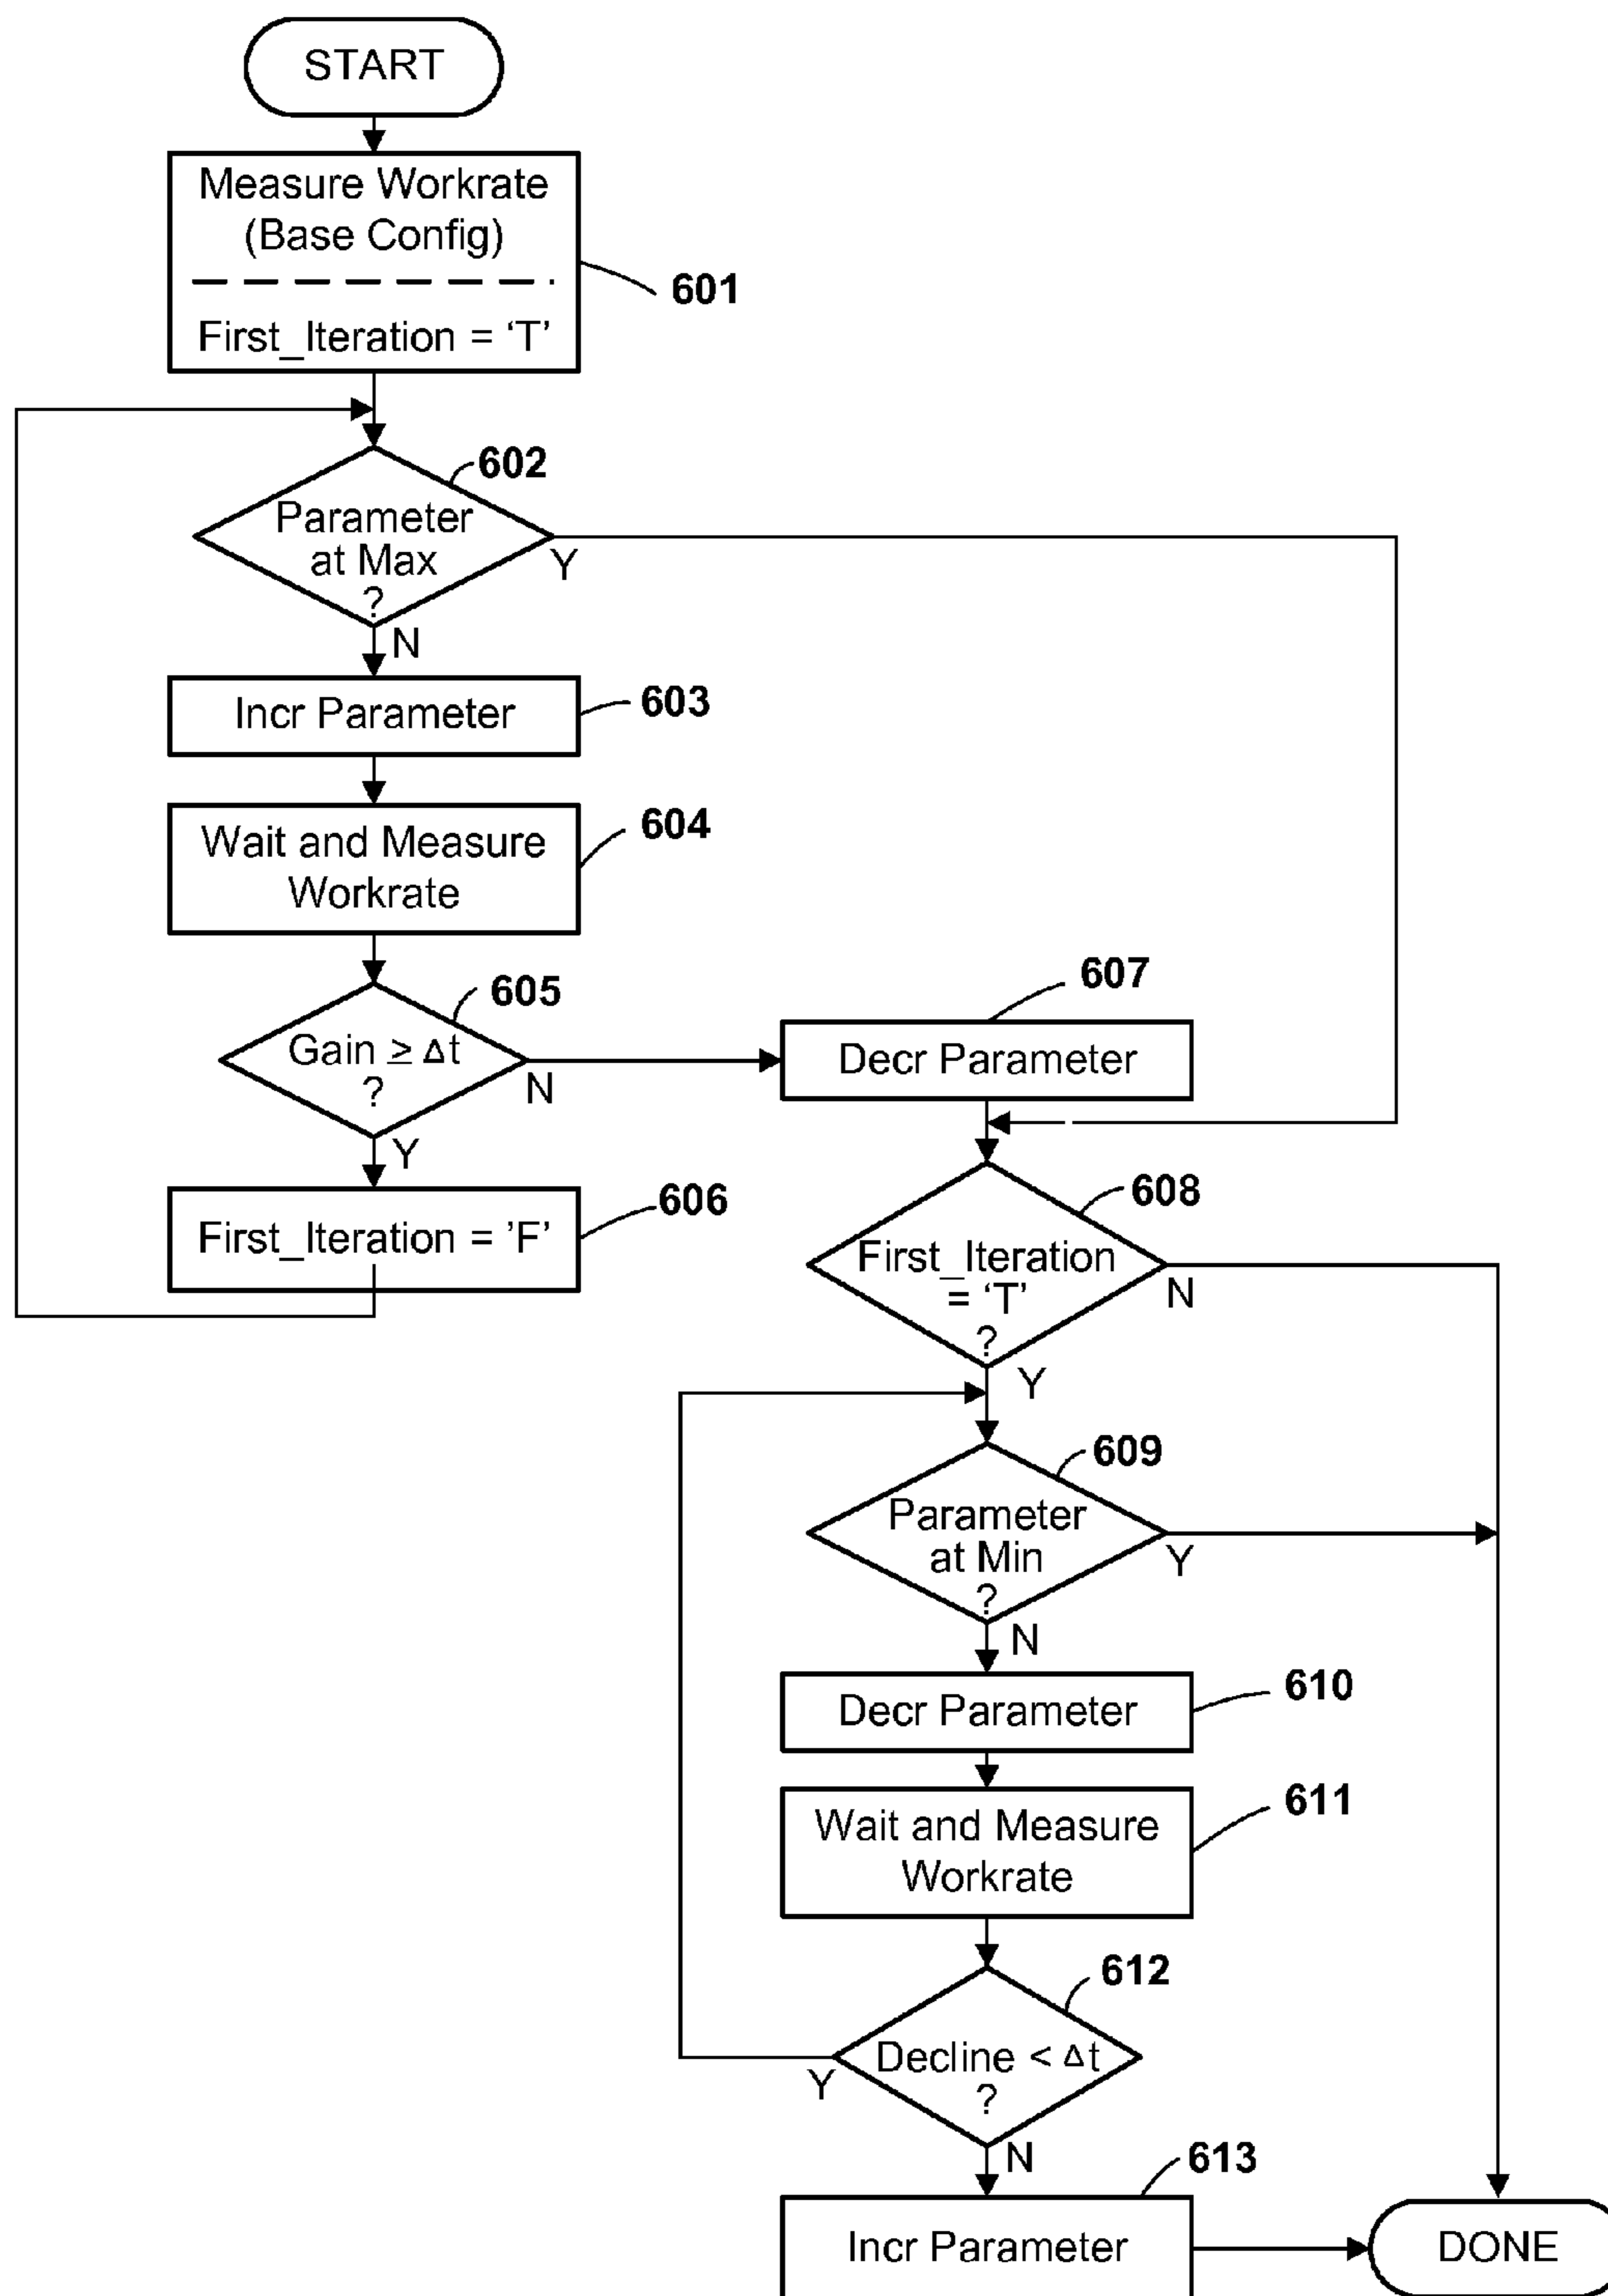 START
Measure Workrate
(Base Config)
First_Iteration = ‘T’
601
602
Parameter
at Max
?
Y
N
Incr Parameter
603
Wait and Measure
Workrate
604
605
Gain ≥ Δt
?
N
Y
First_Iteration = ’F’
606
607
Decr Parameter
608
First_Iteration
= ‘T’
?
N
Y
609
Parameter
at Min
?
Y
N
Decr Parameter
610
Wait and Measure
Workrate
611
612
Decline < Δt
?
Y
N
613
Incr Parameter
DONE